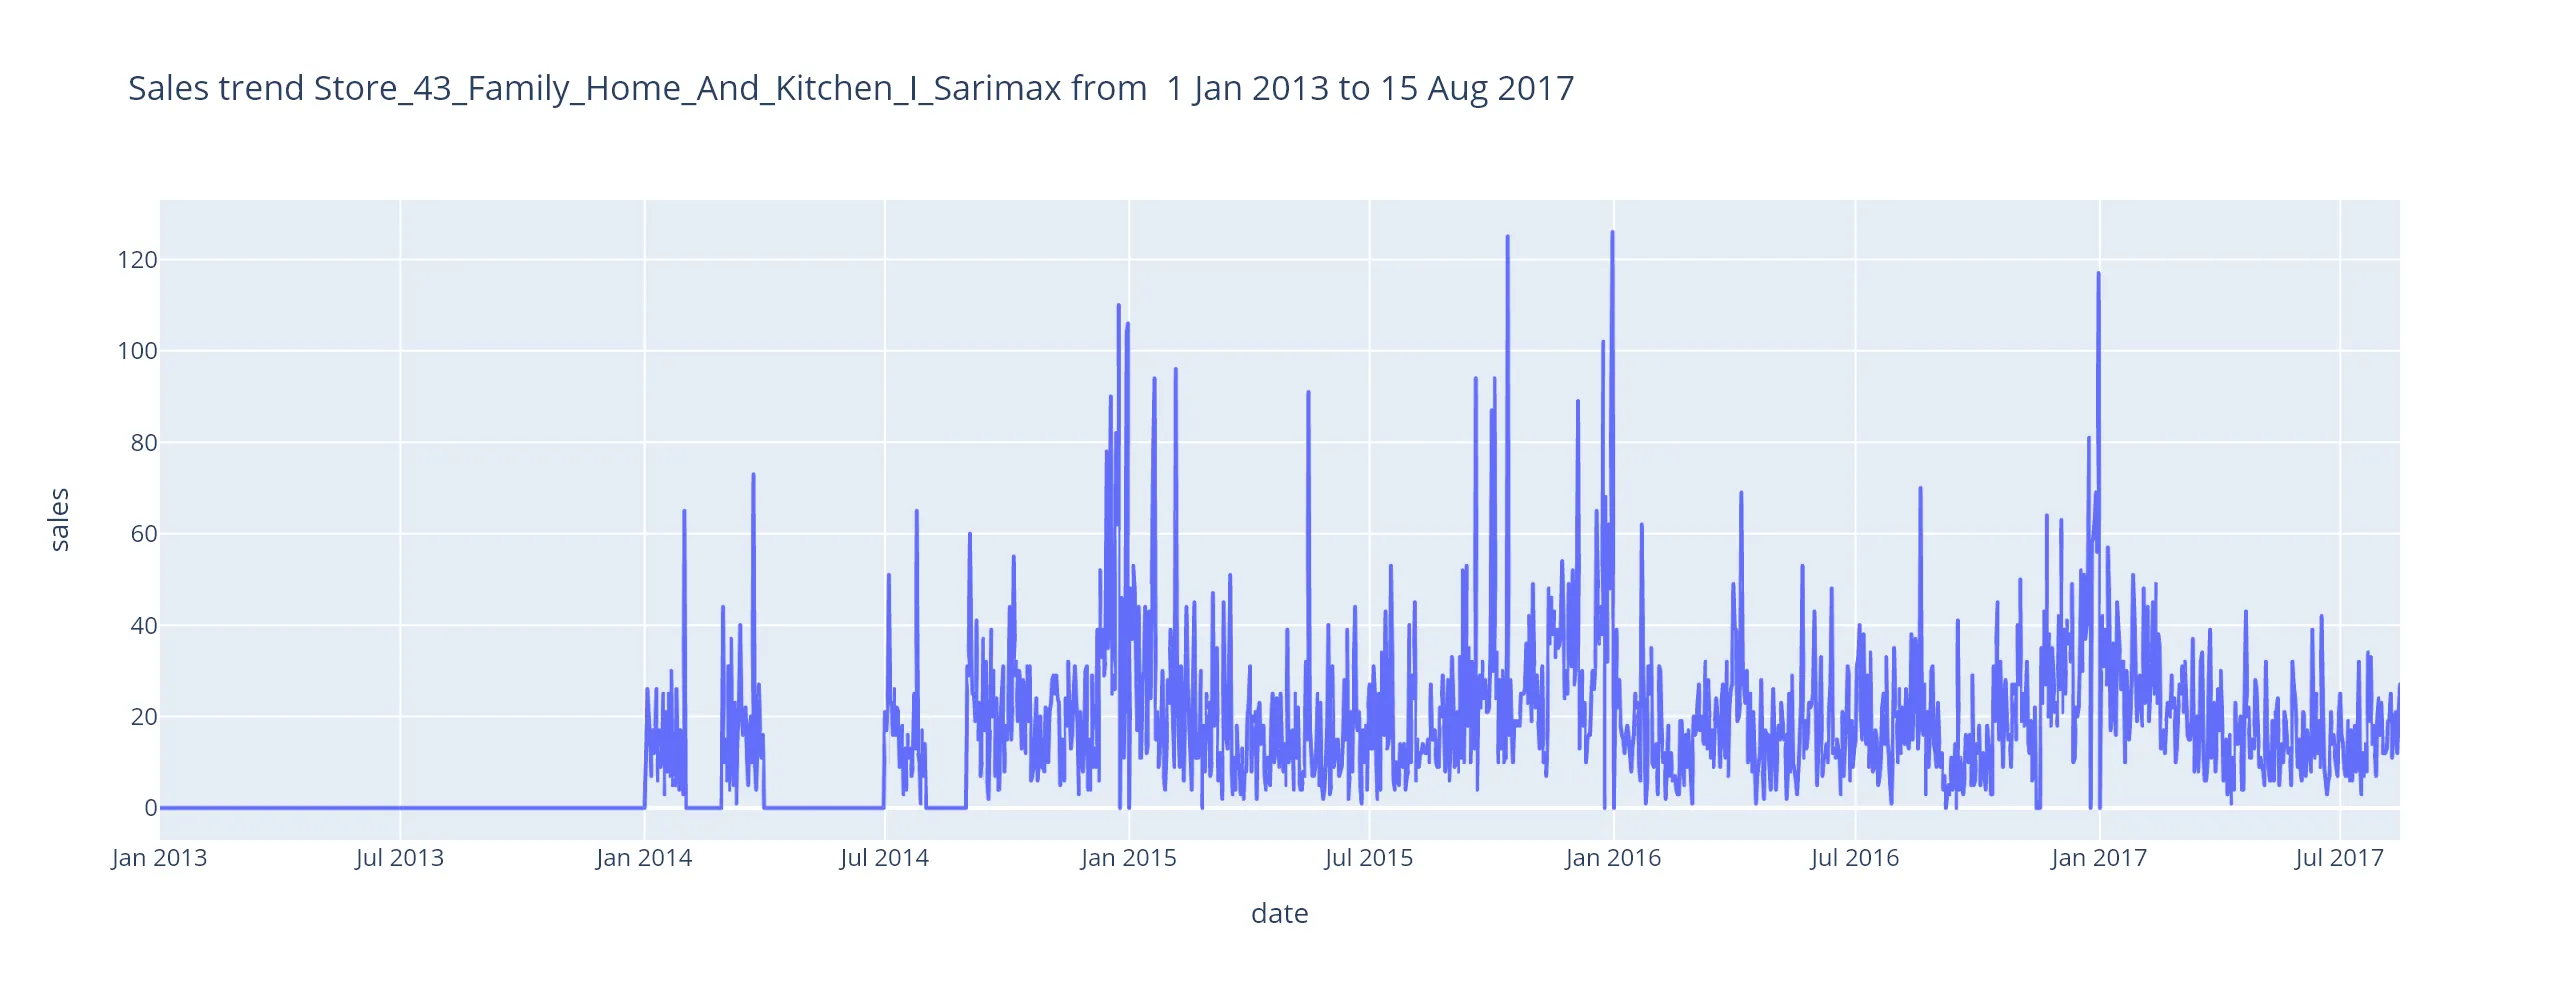 Sales trend Store_43_Family_Home_And_Kitchen_I_Sarimax from  1 Jan 2013 to 15 Aug 2017
120
100
80
60
40
20
0
sales
Jan 2013 Jul 2013 Jan 2014 Jul 2014 Jan 2015 Jul 2015 Jan 2016 Jul 2016 Jan 2017 Jul 2017
date